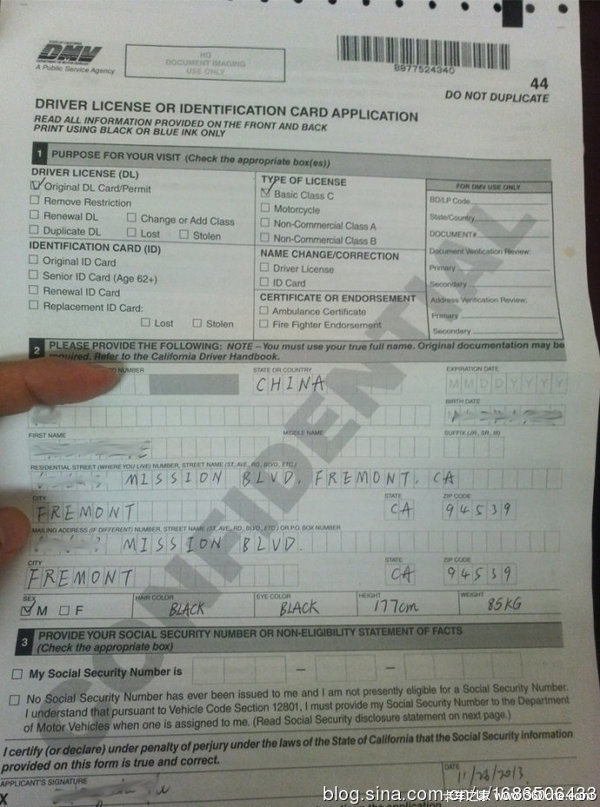 DMV
A Public Service Agency
HQ
DOCUMENT IMAGING
USE ONLY
B877524340
44
DO NOT DUPLICATE
DRIVER LICENSE OR IDENTIFICATION CARD APPLICATION
READ ALL INFORMATION PROVIDED ON THE FRONT AND BACK
PRINT USING BLACK OR BLUE INK ONLY
1 PURPOSE FOR YOUR VISIT (Check the appropriate box(es))
DRIVER LICENSE (DL)
Original DL Card/Permit
Remove Restriction
Renewal DL Change or Add Class
Duplicate DL Lost Stolen
IDENTIFICATION CARD (ID)
Original ID Card
Senior ID Card (Age 62+)
Renewal ID Card
Replacement ID Card:
Lost Stolen
TYPE OF LICENSE
Basic Class C
Motorcycle
Non-Commercial Class A
Non-Commercial Class B
NAME CHANGE/CORRECTION
Driver License
ID Card
CERTIFICATE OR ENDORSEMENT
Ambulance Certificate
Fire Fighter Endorsement
FOR DMV USE ONLY
BD/LP Code
State/Country
DOCUMENT#
Document Verification Review:
Primary
Secondary
Address Verification Review:
Primary
Secondary
CONFIDENTIAL
2 PLEASE PROVIDE THE FOLLOWING: NOTE – You must use your true full name. Original documentation may be
required. Refer to the California Driver Handbook.
NUMBER STATE OR COUNTRY EXPIRATION DATE
CHINA MMDDYYYY
BIRTH DATE
FIRST NAME MIDDLE NAME SUFFIX (JR, SR, III)
RESIDENTIAL STREET (WHERE YOU LIVE) NUMBER, STREET NAME (ST, AVE, RD, BLVD, ETC.)
MISSION BLVD, FREMONT, CA
CITY STATE ZIP CODE
FREMONT CA 94539
MAILING ADDRESS (IF DIFFERENT) NUMBER, STREET NAME (ST, AVE, RD, BLVD, ETC.) OR P.O. BOX NUMBER
MISSION BLVD.
CITY STATE ZIP CODE
FREMONT CA 94539
SEX HAIR COLOR EYE COLOR HEIGHT WEIGHT
M F BLACK BLACK 177cm 85KG
3 PROVIDE YOUR SOCIAL SECURITY NUMBER OR NON-ELIGIBILITY STATEMENT OF FACTS
(Check the appropriate box)
My Social Security Number is – –
No Social Security Number has ever been issued to me and I am not presently eligible for a Social Security Number.
I understand that pursuant to Vehicle Code Section 12801, I must provide my Social Security Number to the Department
of Motor Vehicles when one is assigned to me. (Read Social Security disclosure statement on next page.)
I certify (or declare) under penalty of perjury under the laws of the State of California that the Social Security information
provided on this form is true and correct.
APPLICANT'S SIGNATURE DATE
X 11/26/2013
blog.sina.com.cn/u/1686506433